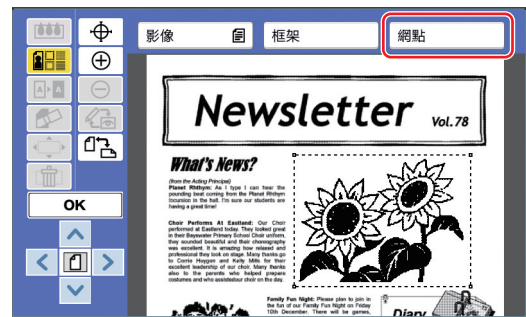 影像
框架
網點
OK
Newsletter Vol. 78
What's News?
(from the Acting Principal)
Planet Rhthym: As I type I can hear the
pounding beat coming from the Planet Rhthym
incursion in the hall. I'm sure our students are
having a great time!
Choir Performs At Eastland: Our Choir
performed at Eastland today. They looked great
in their Bayswater Primary School Choir uniform,
they sounded beautiful and their choreography
was excellent. It is amazing how relaxed and
professional they look on stage. Many thanks go
to Corrie Huygen and Kelly Mills for their
excellent leadership of our choir. Many thanks
also to the parents who helped prepare
costumes and who assisted our choir on the day.
Family Fun Night: Please plan to join in
the fun of our Family Fun Night on Friday
10th December. There will be games,
Diary